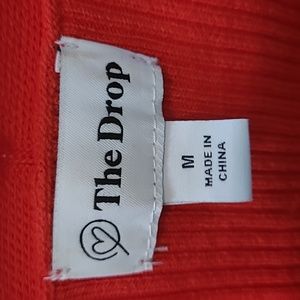 The Drop
M
MADE IN
CHINA